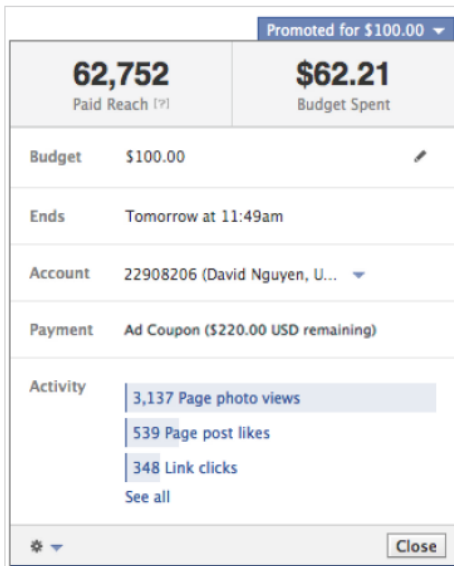 Promoted for $100.00
62,752 $62.21
Paid Reach [?] Budget Spent
Budget $100.00
Ends Tomorrow at 11:49am
Account 22908206 (David Nguyen, U...
Payment Ad Coupon ($220.00 USD remaining)
Activity
3,137 Page photo views
539 Page post likes
348 Link clicks
See all
Close